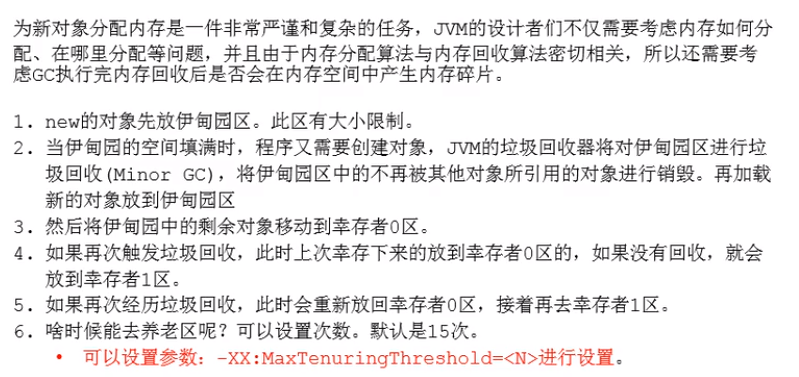 为新对象分配内存是一件非常严谨和复杂的任务，JVM的设计者们不仅需要考虑内存如何分
配、在哪里分配等问题，并且由于内存分配算法与内存回收算法密切相关，所以还需要考
虑GC执行完内存回收后是否会在内存空间中产生内存碎片。
1．new的对象先放伊甸园区。此区有大小限制。
2．当伊甸园的空间填满时，程序又需要创建对象，JVM的垃圾回收器将对伊甸园区进行垃
圾回收(Minor GC)，将伊甸园区中的不再被其他对象所引用的对象进行销毁。再加载
新的对象放到伊甸园区
3．然后将伊甸园中的剩余对象移动到幸存者0区。
4．如果再次触发垃圾回收，此时上次幸存下来的放到幸存者0区的，如果没有回收，就会
放到幸存者1区。
5．如果再次经历垃圾回收，此时会重新放回幸存者0区，接着再去幸存者1区。
6．啥时候能去养老区呢？可以设置次数。默认是15次。
• 可以设置参数：-XX:MaxTenuringThreshold=<N>进行设置。